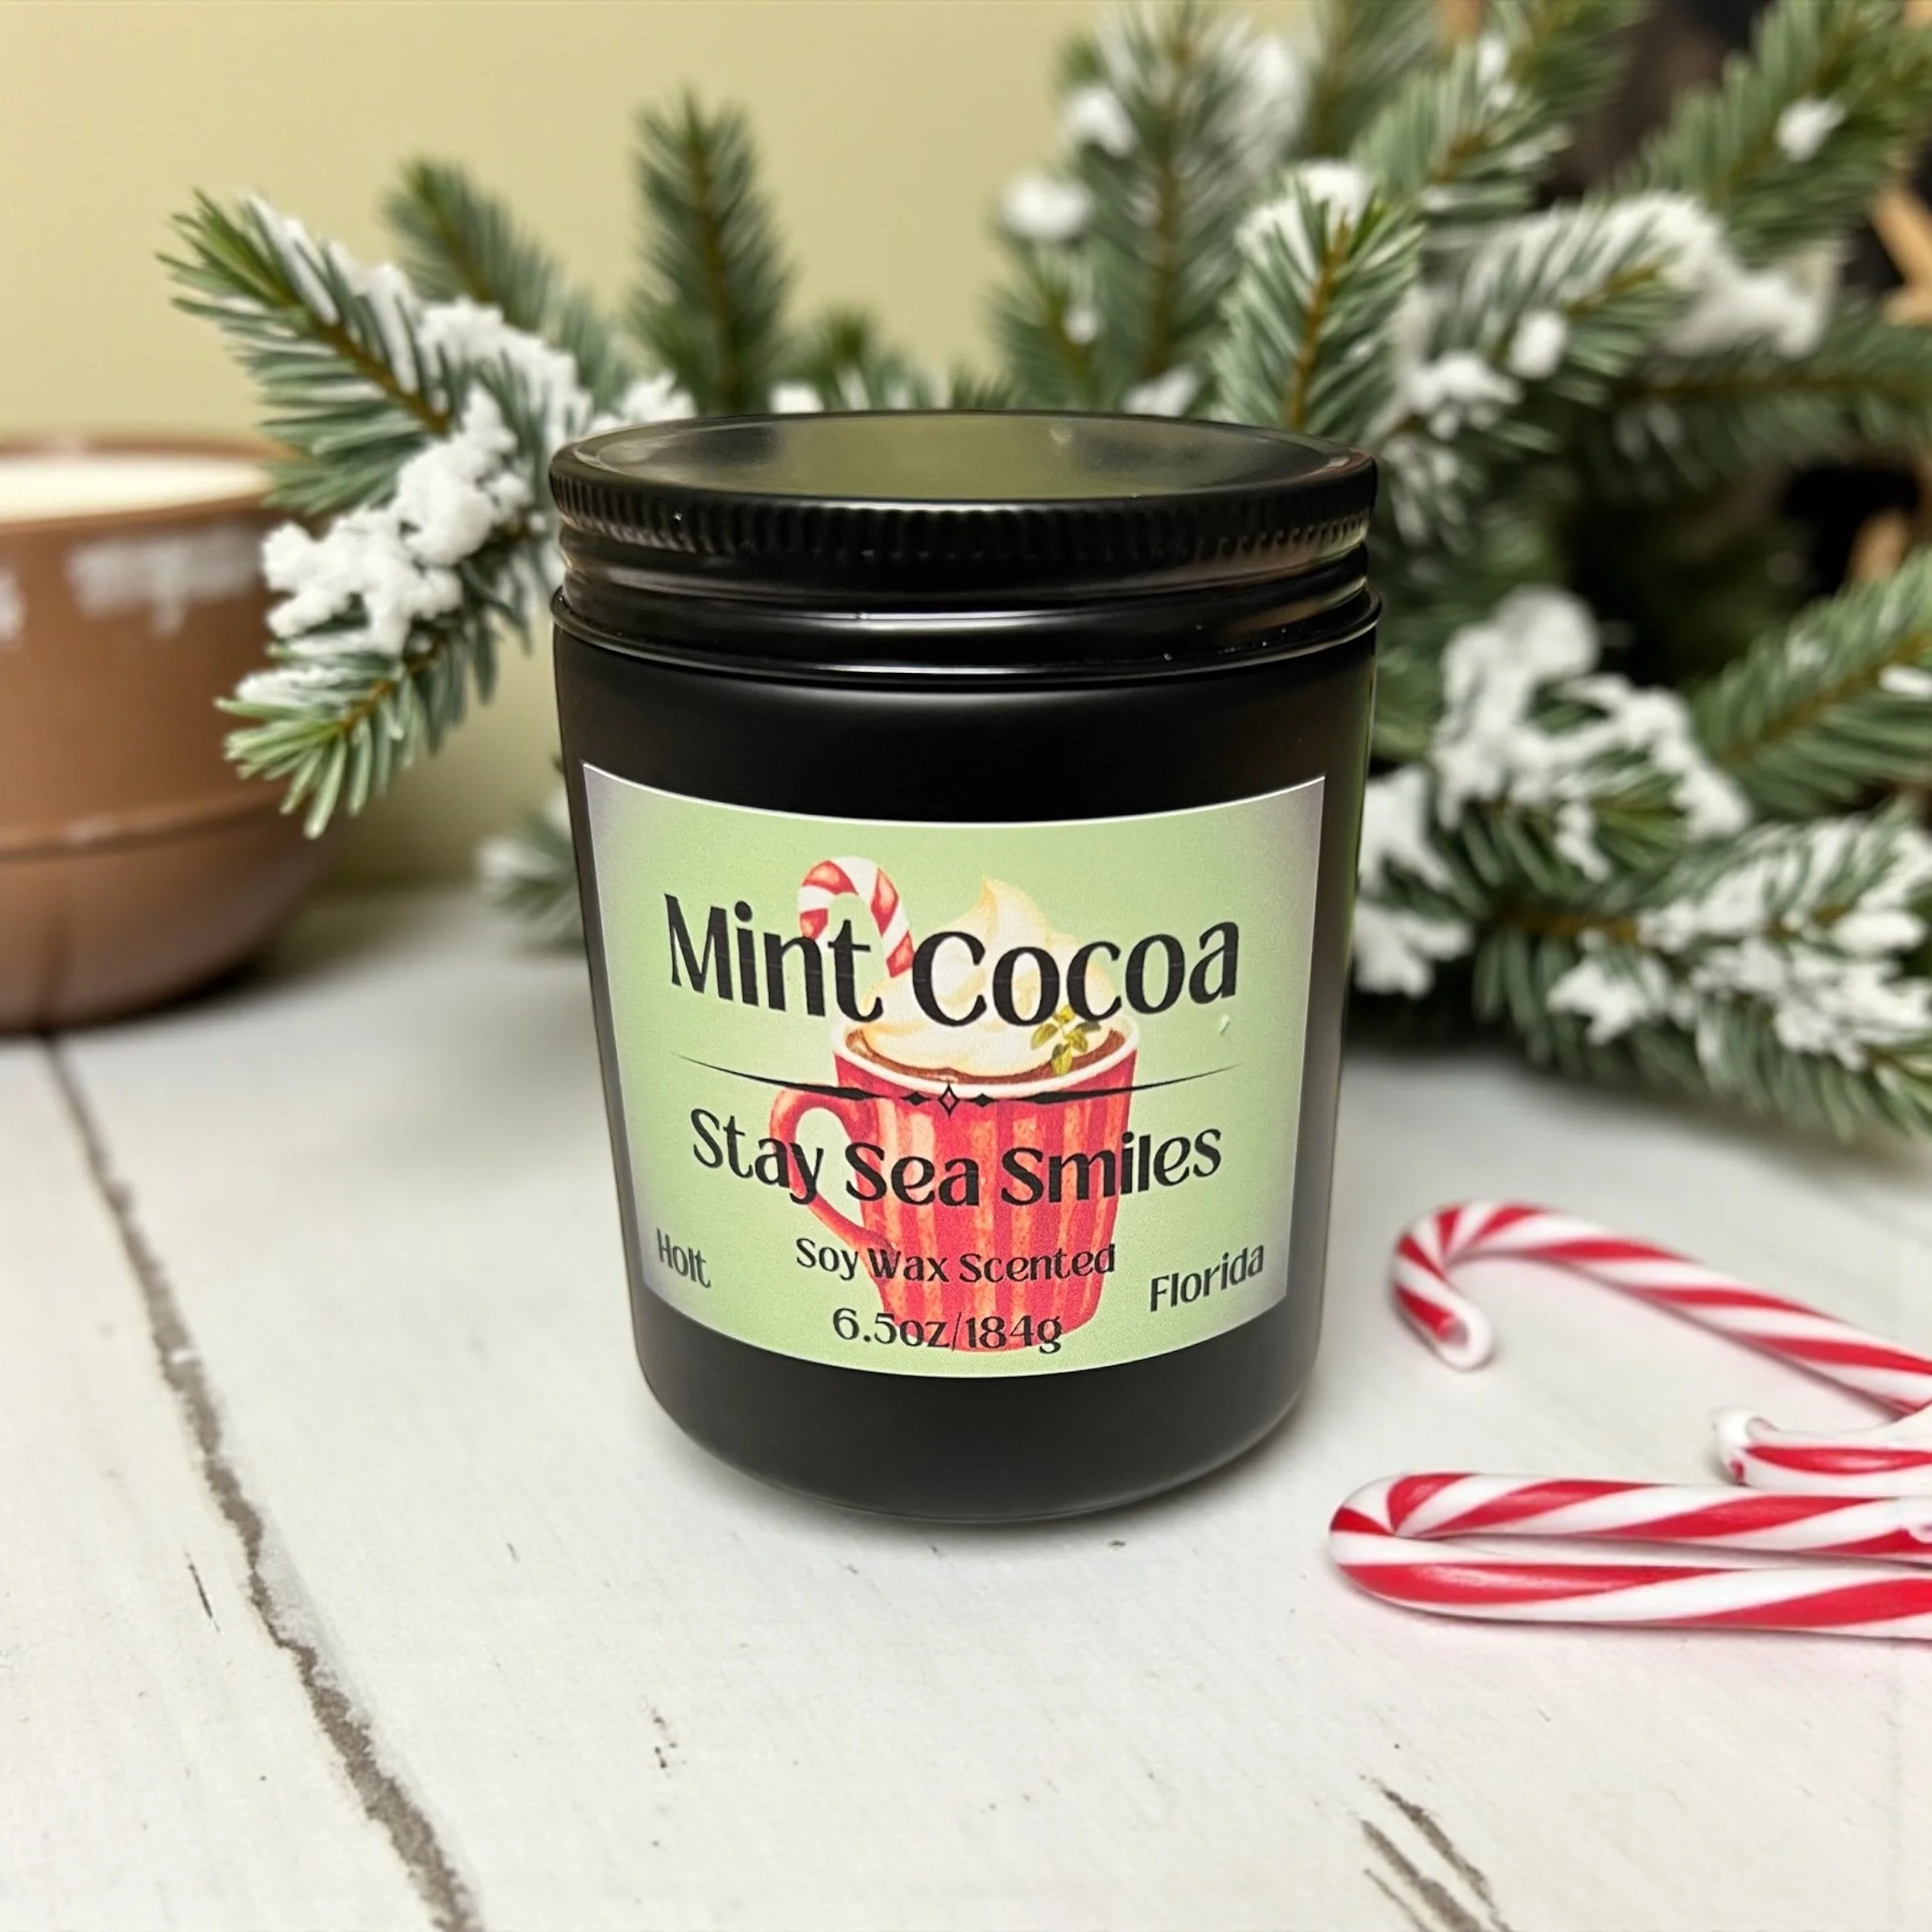 Mint Cocoa
Stay Sea Smiles
Soy Wax Scented
Holt
Florida
6.5oz/184g